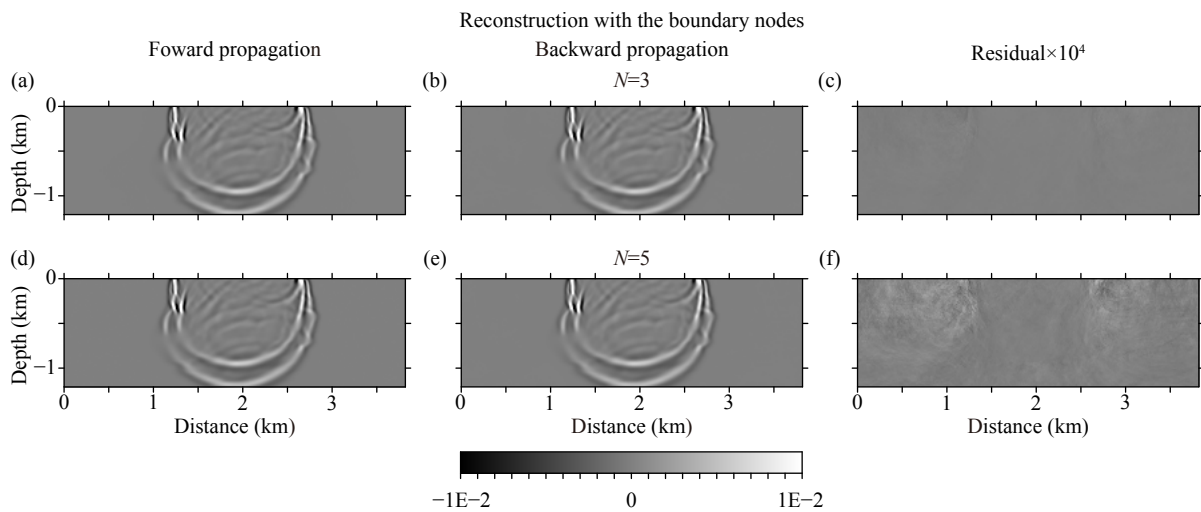 Reconstruction with the boundary nodes
Foward propagation
Backward propagation
Residual×10⁴
(a)
(b)
N=3
(c)
0
Depth (km)
−1
(d)
(e)
N=5
(f)
0
Depth (km)
−1
0 1 2 3
0 1 2 3
0 1 2 3
Distance (km)
Distance (km)
Distance (km)
−1E−2 0 1E−2